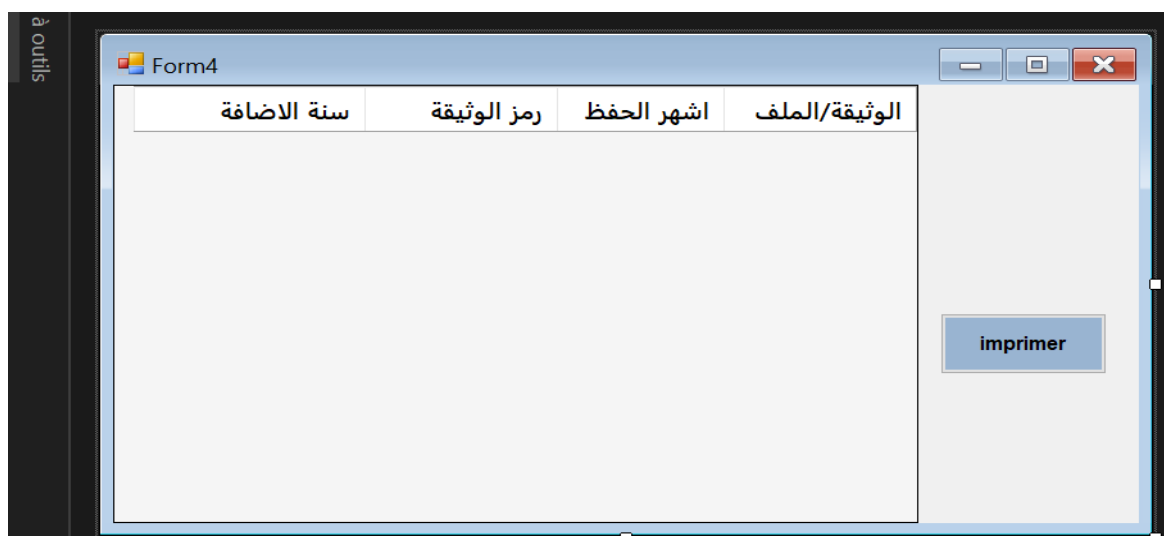 à outils
Form4
الوثيقة/الملف اشهر الحفظ رمز الوثيقة سنة الاضافة
imprimer